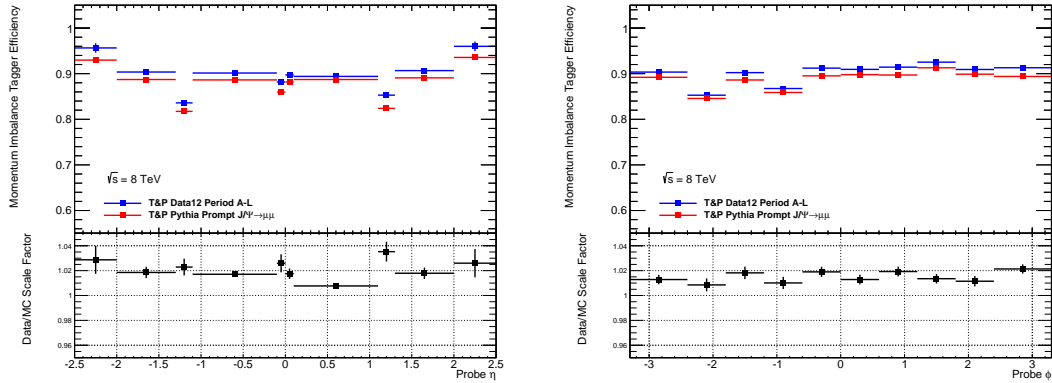 Momentum Imbalance Tagger Efficiency
1
0.9
0.8
0.7
0.6
√s = 8 TeV
T&P Data12 Period A-L
T&P Pythia Prompt J/Ψ→μμ
Data/MC Scale Factor
1.04
1.02
1
0.98
0.96
-2.5 -2 -1.5 -1 -0.5 0 0.5 1 1.5 2 2.5
Probe η
Momentum Imbalance Tagger Efficiency
1
0.9
0.8
0.7
0.6
√s = 8 TeV
T&P Data12 Period A-L
T&P Pythia Prompt J/Ψ→μμ
Data/MC Scale Factor
1.04
1.02
1
0.98
0.96
-3 -2 -1 0 1 2 3
Probe ϕ